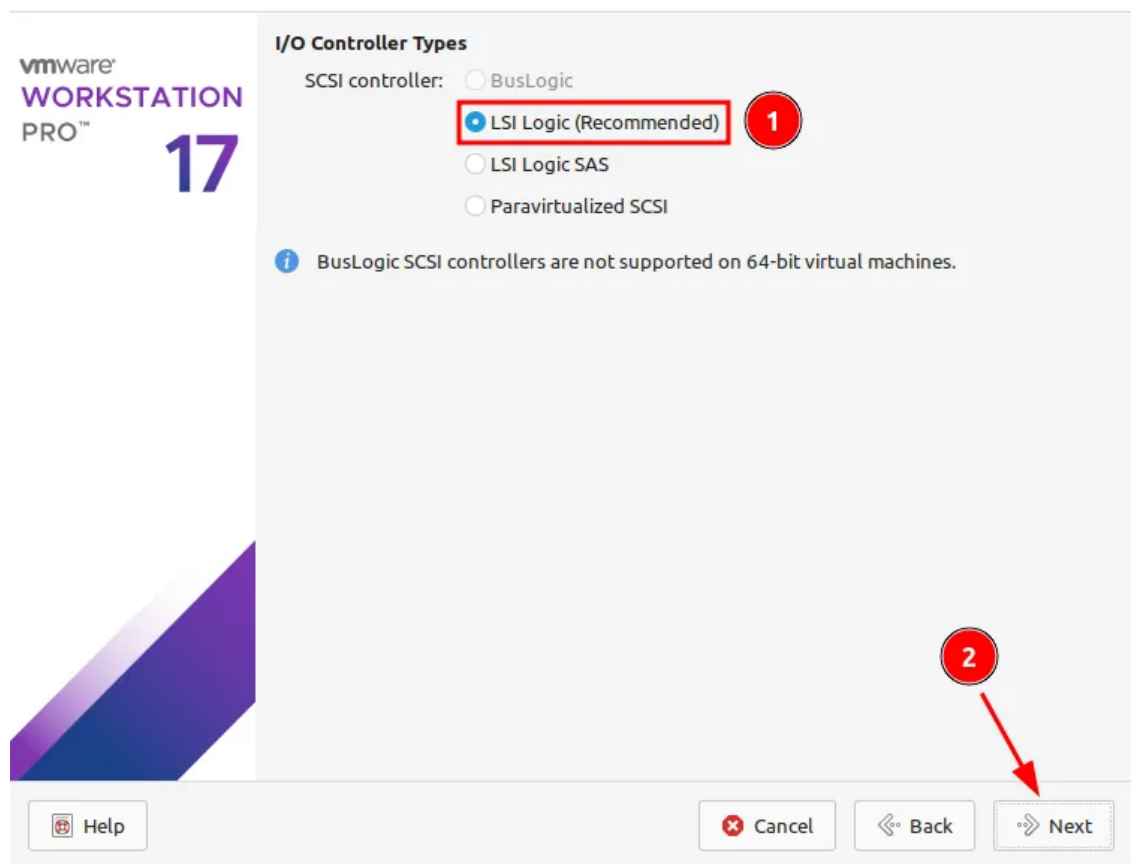 vmware®
WORKSTATION
PRO™
17
I/O Controller Types
SCSI controller: BusLogic
LSI Logic (Recommended)
1
LSI Logic SAS
Paravirtualized SCSI
i BusLogic SCSI controllers are not supported on 64-bit virtual machines.
2
Help
Cancel
Back
Next